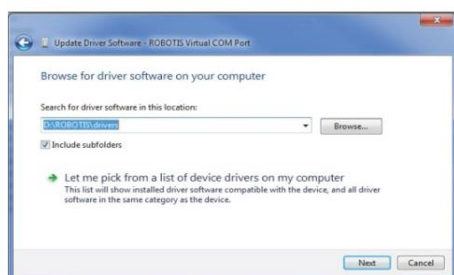 Update Driver Software - ROBOTIS Virtual COM Port
Browse for driver software on your computer
Search for driver software in this location:
D:\ROBOTIS\drivers
Browse...
Include subfolders
Let me pick from a list of device drivers on my computer
This list will show installed driver software compatible with the device, and all driver
software in the same category as the device.
Next Cancel